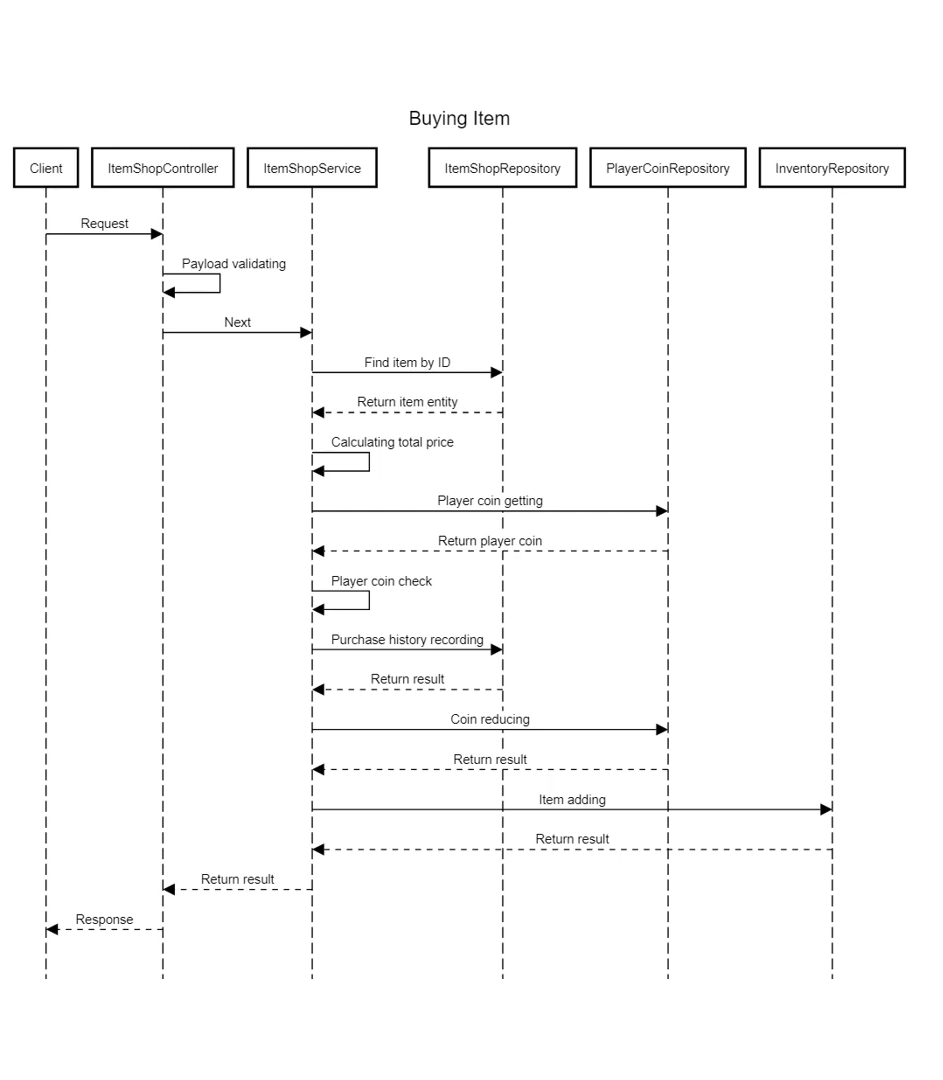 Buying Item
Client
ItemShopController
ItemShopService
ItemShopRepository
PlayerCoinRepository
InventoryRepository
Request
Payload validating
Next
Find item by ID
Return item entity
Calculating total price
Player coin getting
Return player coin
Player coin check
Purchase history recording
Return result
Coin reducing
Return result
Item adding
Return result
Return result
Response